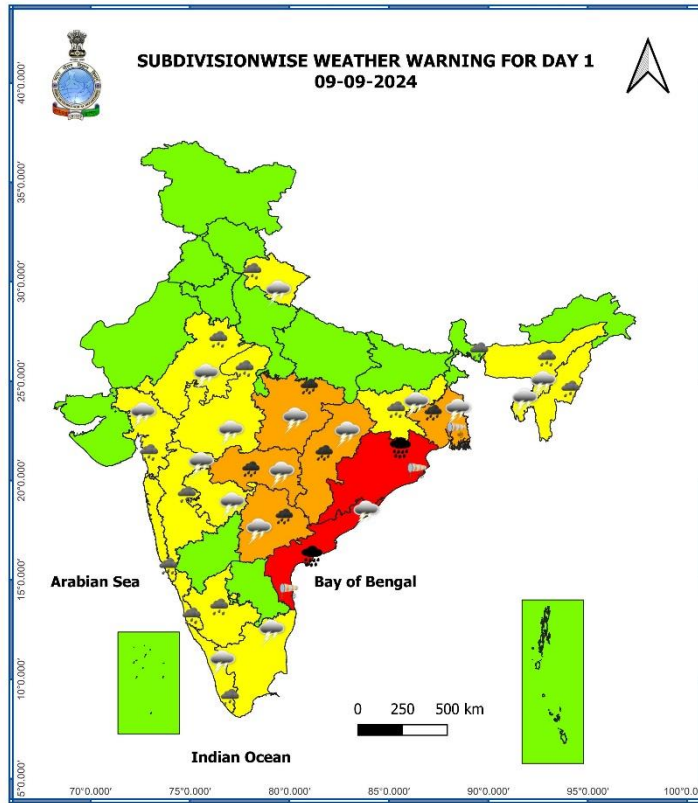 SUBDIVISIONWISE WEATHER WARNING FOR DAY 1
09-09-2024
40°0.000'
35°0.000'
30°0.000'
25°0.000'
20°0.000'
15°0.000'
10°0.000'
5°0.000'
Arabian Sea
Bay of Bengal
Indian Ocean
0 250 500 km
70°0.000' 75°0.000' 80°0.000' 85°0.000' 90°0.000' 95°0.000' 100°0.0